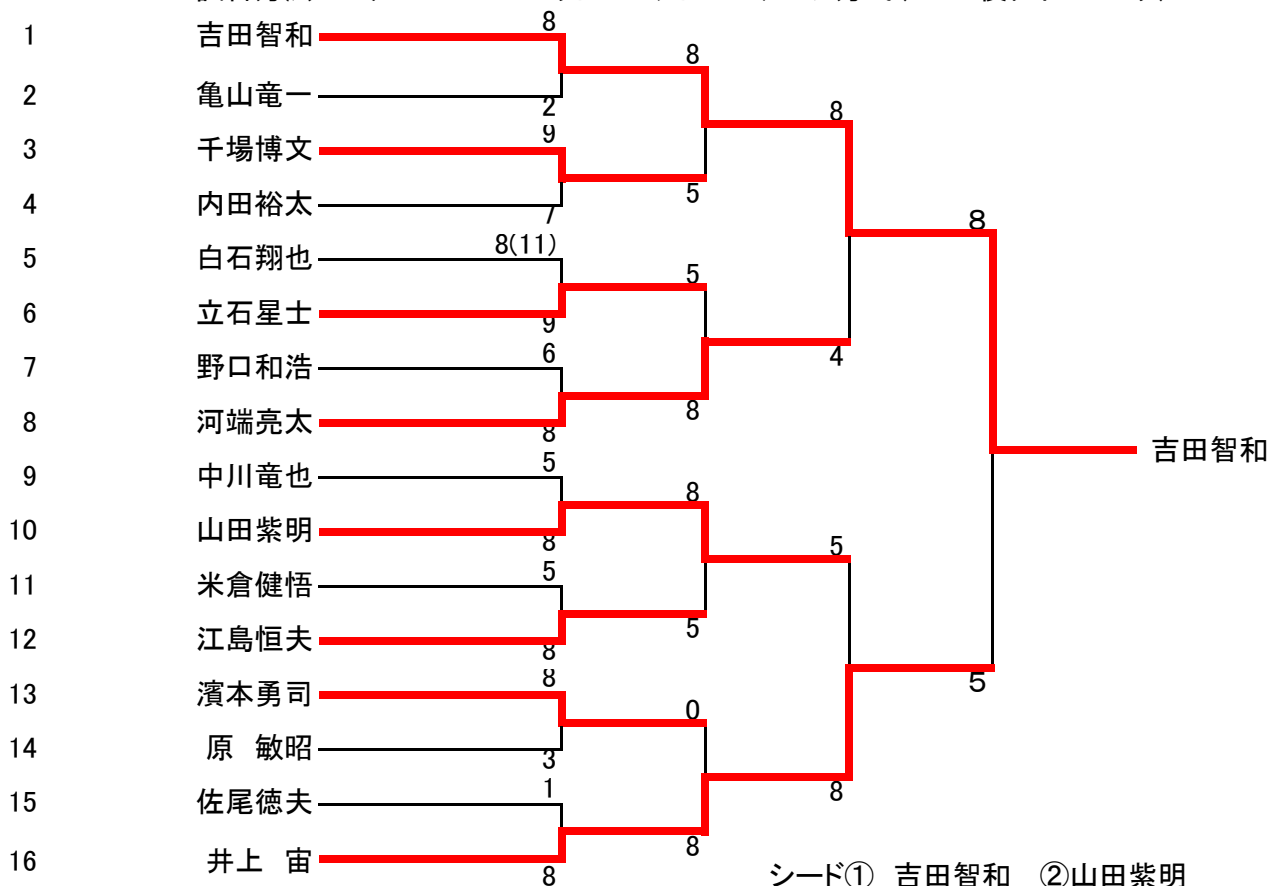 8
1 吉田智和
8
2 亀山竜一
2
8
9
3 千場博文
5
4 内田裕太
7
8
8(11)
5 白石翔也
5
6 立石星士
9
6
4
7 野口和浩
8
8 河端亮太
8
吉田智和
5
9 中川竜也
8
10 山田紫明
8
5
5
11 米倉健悟
5
12 江島恒夫
8
8
5
13 濱本勇司
0
14 原 敏昭
3
1
8
15 佐尾徳夫
8
16 井上 宙
8
シード① 吉田智和 ②山田紫明